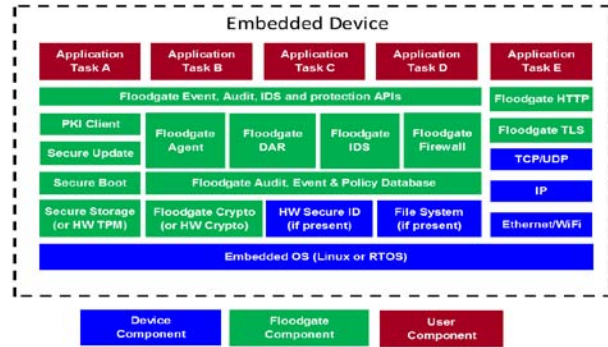 Embedded Device
Application
Task A
Application
Task B
Application
Task C
Application
Task D
Application
Task E
Floodgate Event, Audit, IDS and protection APIs
Floodgate HTTP
PKI Client
Floodgate
Agent
Floodgate
DAR
Floodgate
IDS
Floodgate
Firewall
Floodgate TLS
Secure Update
TCP/UDP
Secure Boot
Floodgate Audit, Event & Policy Database
IP
Secure Storage
(or HW TPM)
Floodgate Crypto
(or HW Crypto)
HW Secure ID
(if present)
File System
(if present)
Ethernet/WiFi
Embedded OS (Linux or RTOS)
Device
Component
Floodgate
Component
User
Component